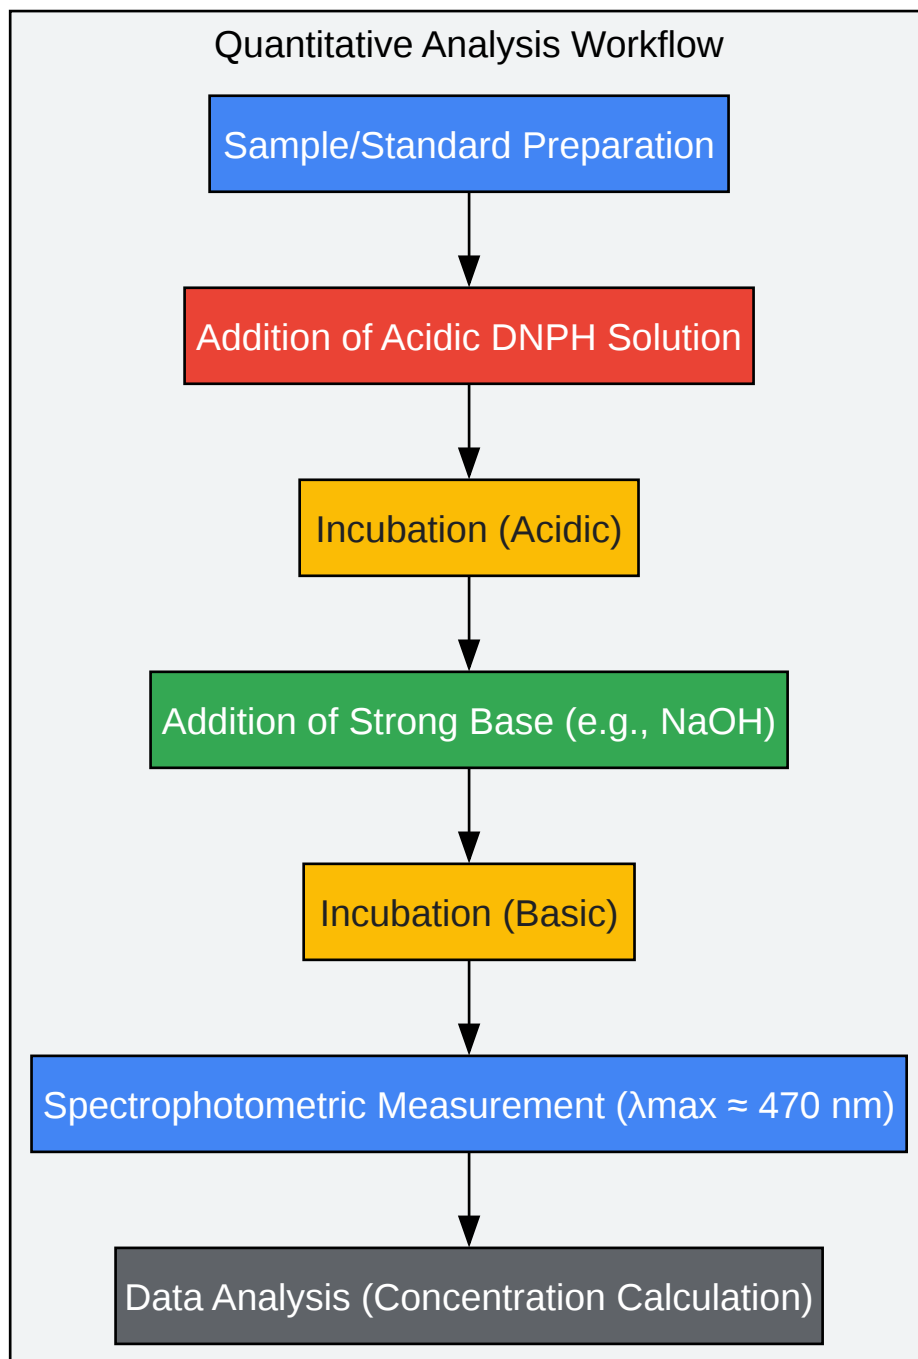 Quantitative Analysis Workflow
Sample/Standard Preparation
Addition of Acidic DNPH Solution
Incubation (Acidic)
Addition of Strong Base (e.g., NaOH)
Incubation (Basic)
Spectrophotometric Measurement (λmax ≈ 470 nm)
Data Analysis (Concentration Calculation)